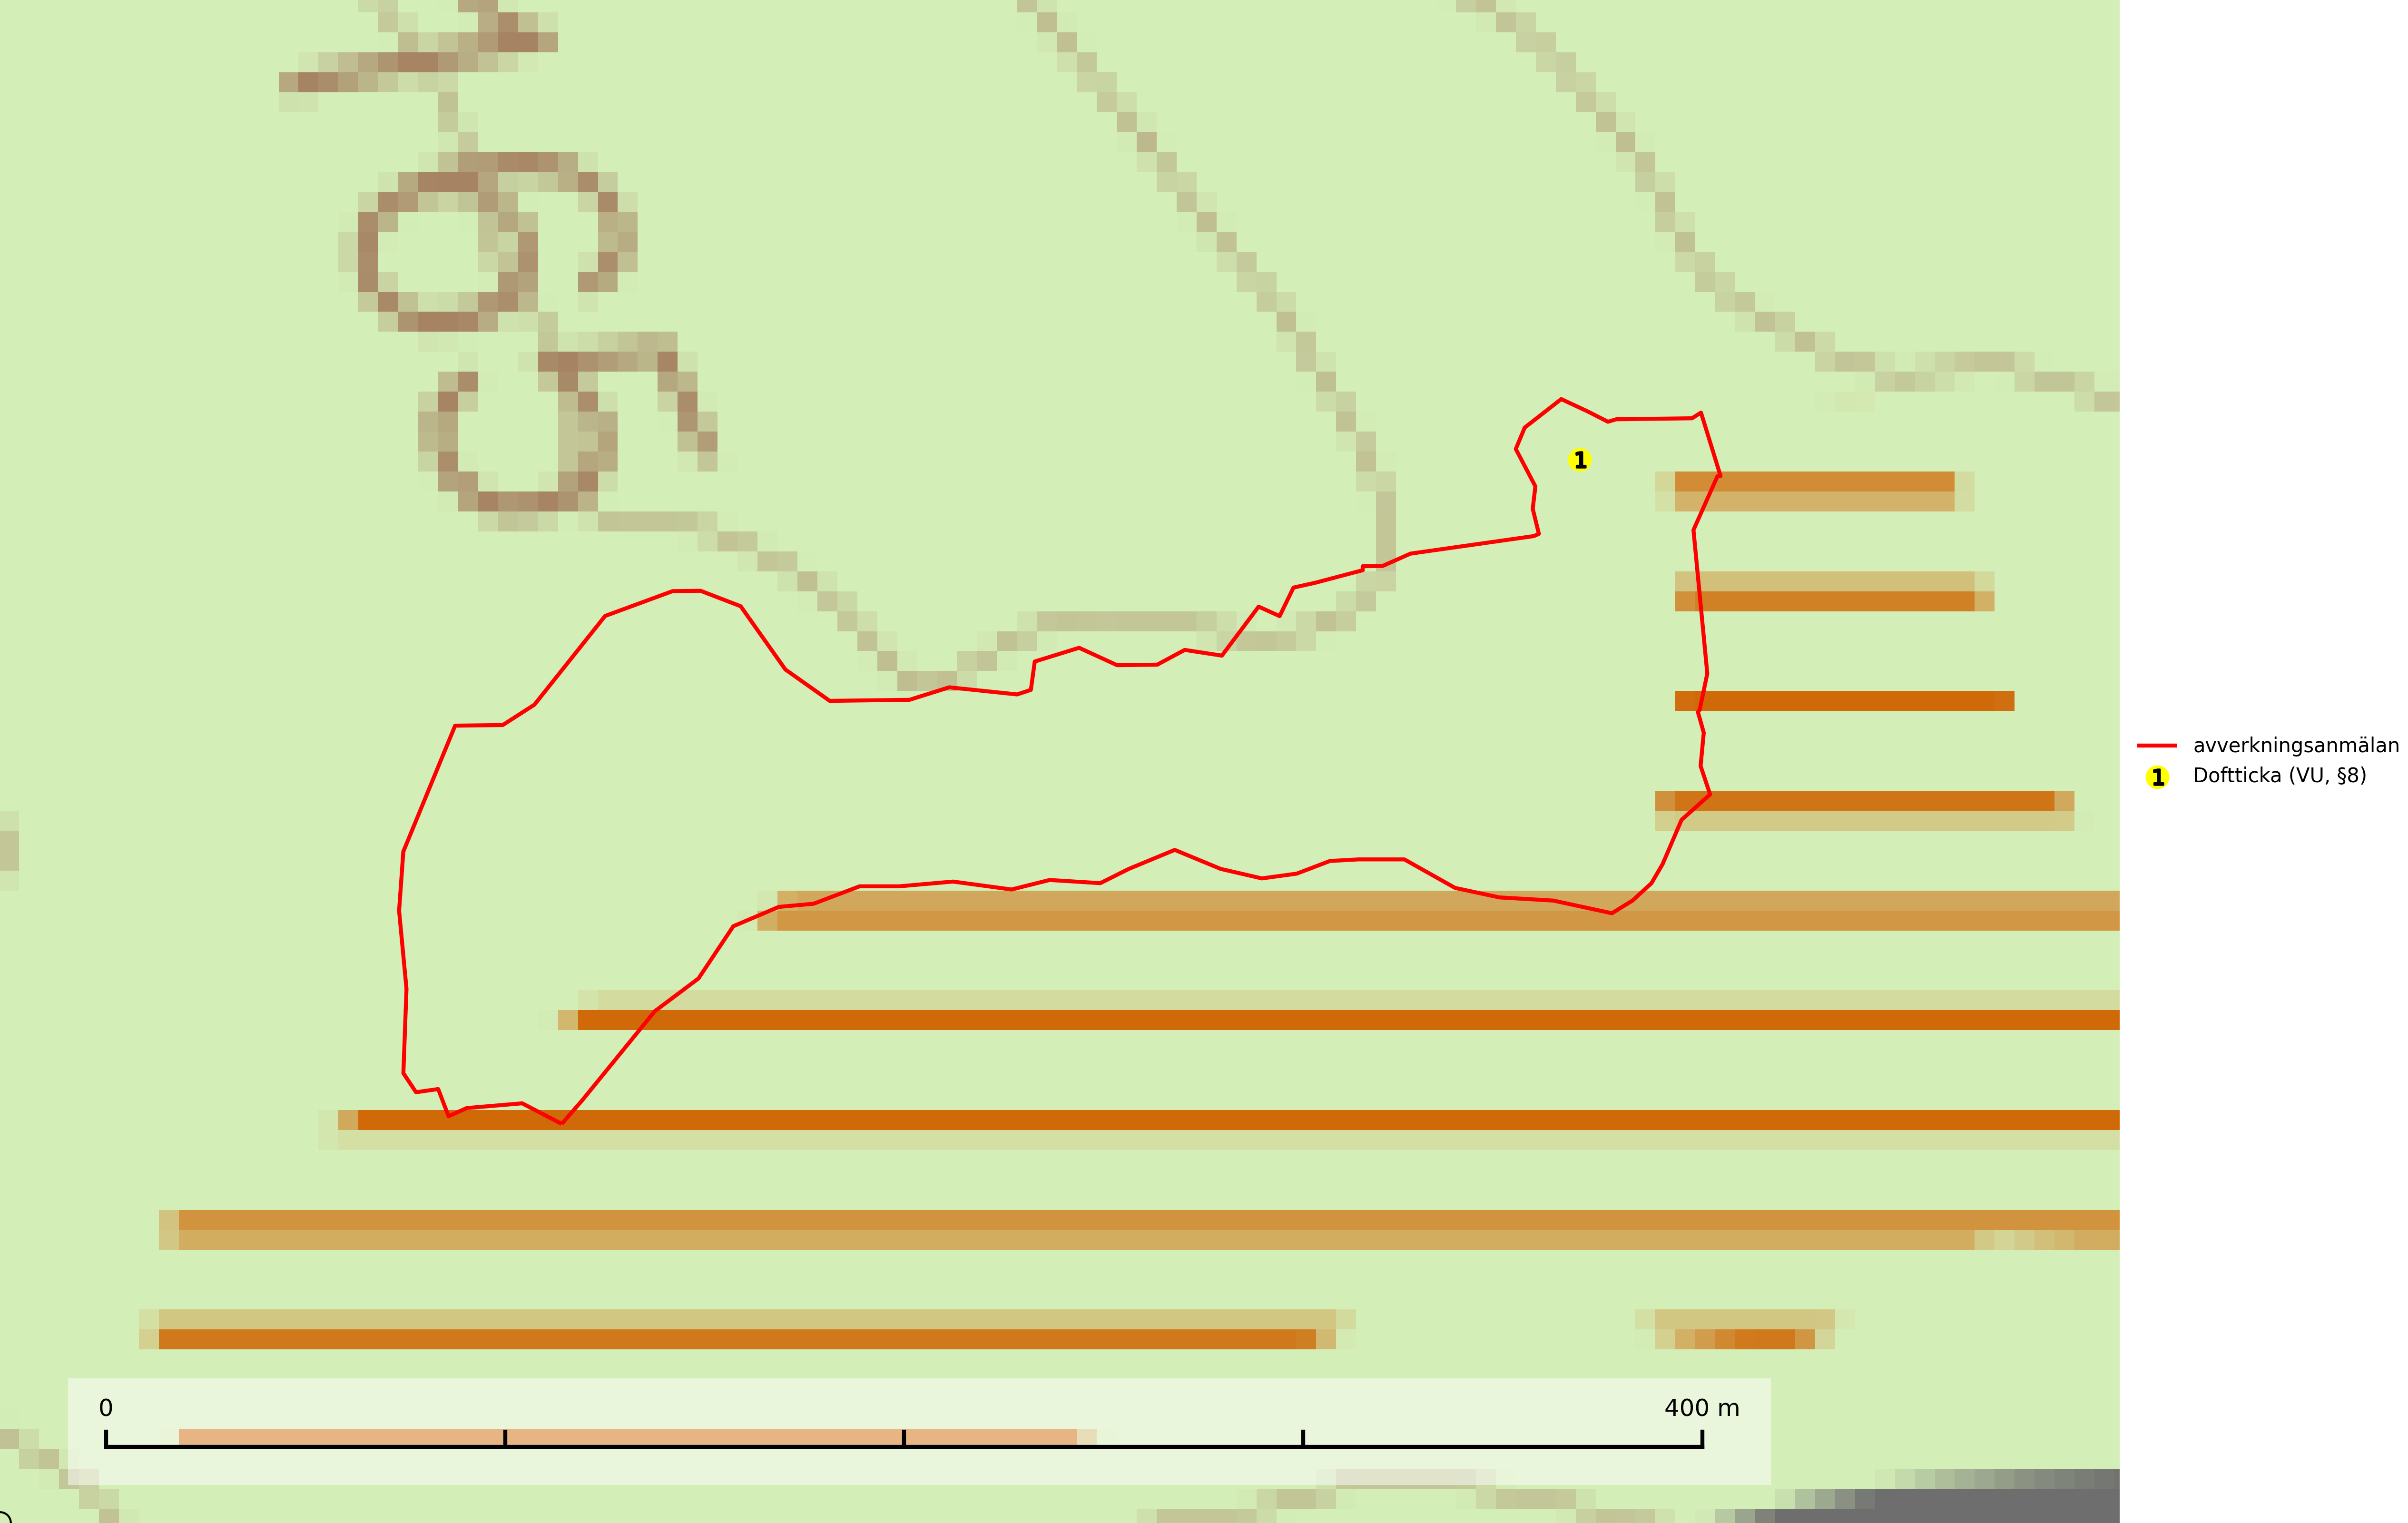 1
avverkningsanmälan
1 Doftticka (VU, §8)
0 400 m